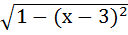 √1 − (x − 3)²